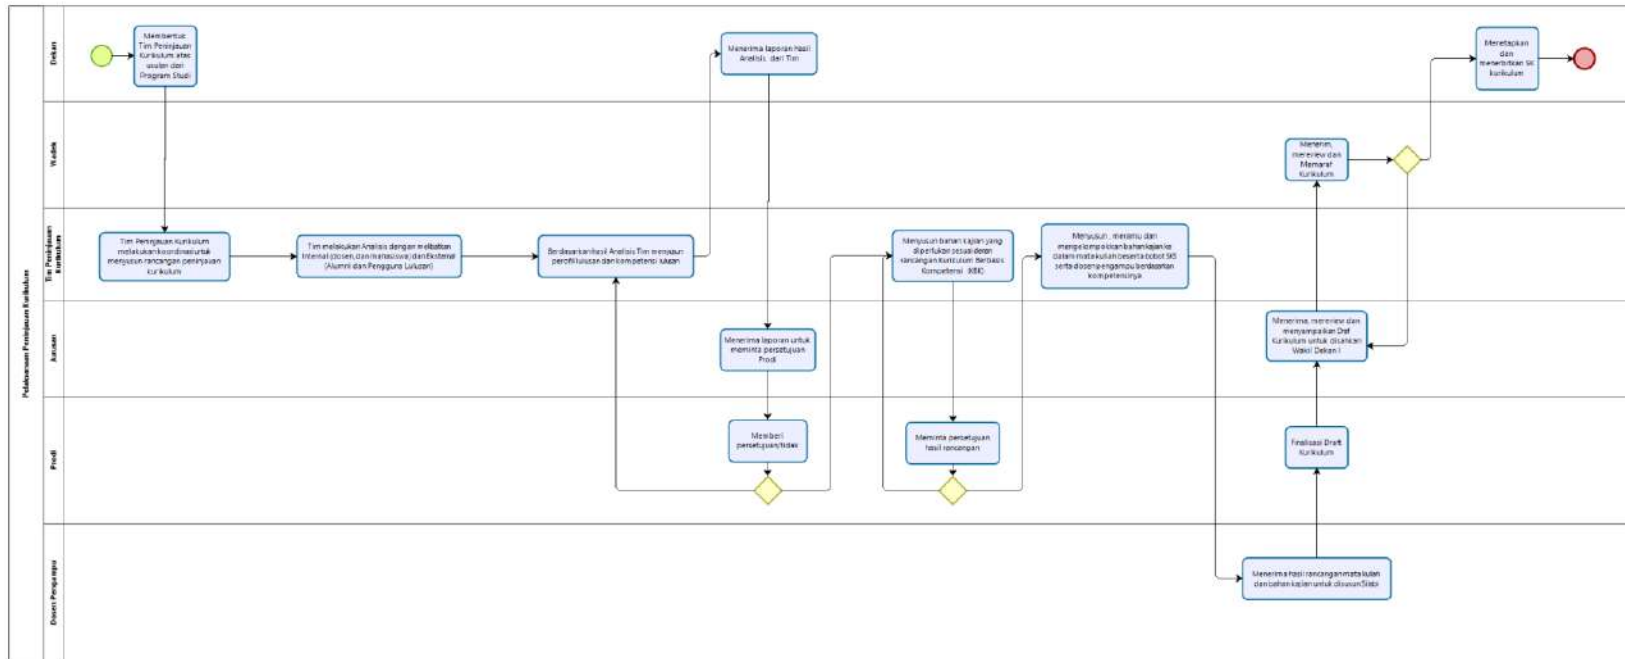 Pelaksanaan Peninjauan Kurikulum
Dekan
Membentuk
Tim Peninjauan
Kurikulum atas
usulan dari
Program Studi
Menerima laporan hasil
Analisis dari Tim
Menetapkan
dan
menerbitkan SK
kurikulum
Wadek
Menerim,
mereview dan
Memaraf
Kurikulum
Tim Peninjauan
Kurikulum
Tim Peninjauan Kurikulum
melakukan koordinasi untuk
menyusun rancangan peninjauan
kurikulum
Tim melakukan Analisis dengan melibatkan
Internal (dosen, dan mahasiswa) dan Eksternal
(Alumni dan Pengguna Lulusan)
Berdasarkan hasil Analisis Tim menyusun
perofil lulusan dan kompetensi lulusan
Menyusun bahan kajian yang
diperlukan sesuai
rancangan Kurikulum Berbasis
Kompetensi (KBK)
Menyusun , meramu dan
mengelompokkan bahan kajian ke
dalam mata kuliah beserta bobot SKS
serta dosen pengampu berdasarkan
kompetensinya
Jurusan
Menerima laporan untuk
meminta persetujuan
Prodi
Menerima, mereview dan
menyampaikan Draf
Kurikulum untuk disahkan
Wakil Dekan I
Prodi
Memberi
persetujuan/tidak
Meminta persetujuan
hasil rancangan
Finalisasi Draft
Kurikulum
Dosen Pengampu
Menerima hasil rancangan mata kuliah
dan bahan kajian untuk disusun Silabi